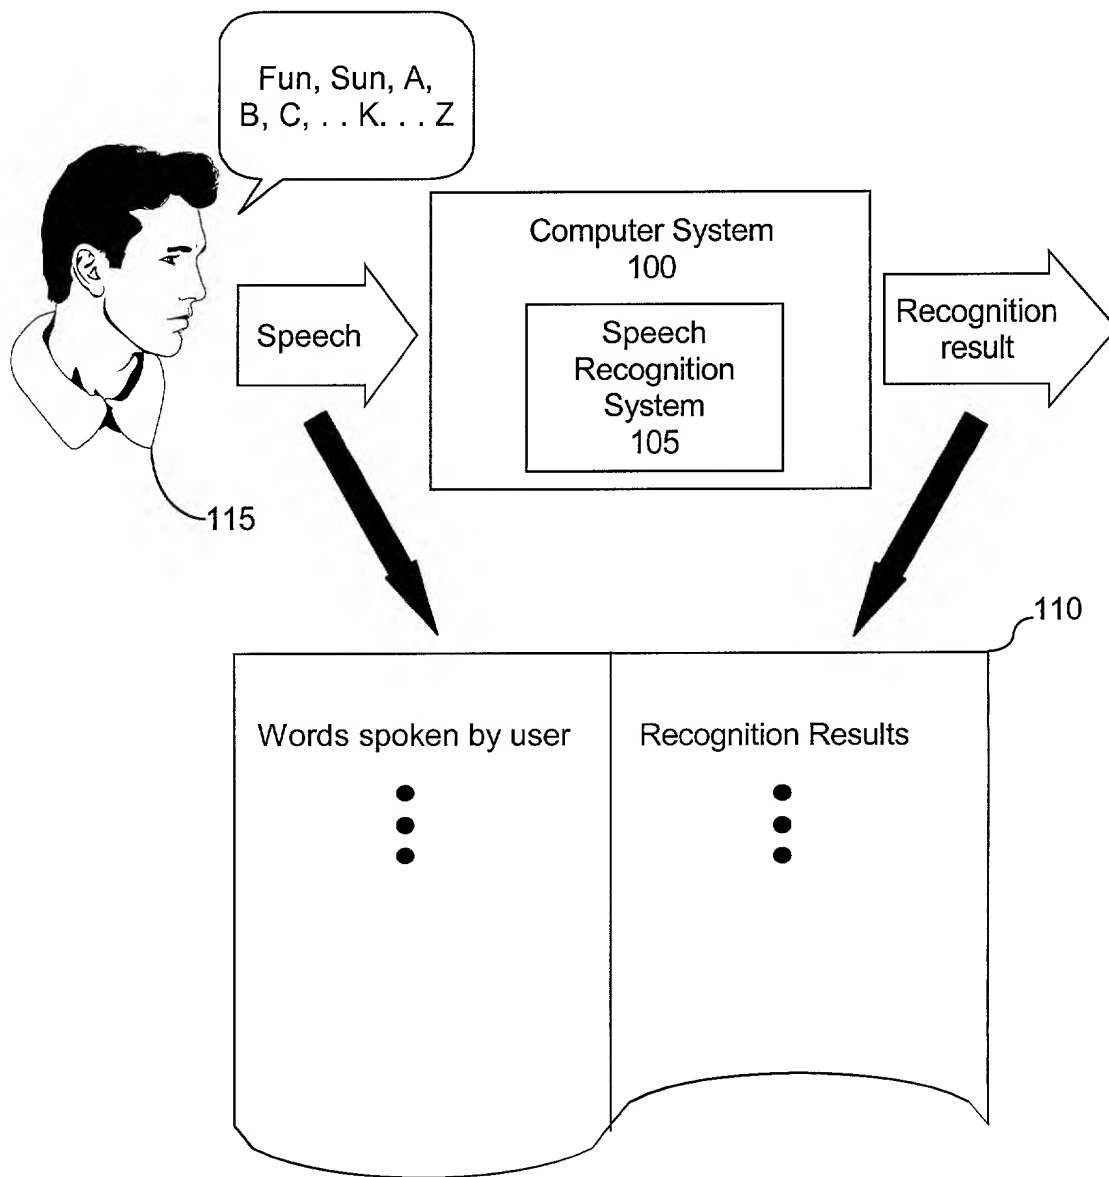 Fun, Sun, A,
B, C, . . K. . . Z
Computer System
100
Speech
Recognition
System
105
Speech
Recognition
result
115
110
Words spoken by user
Recognition Results